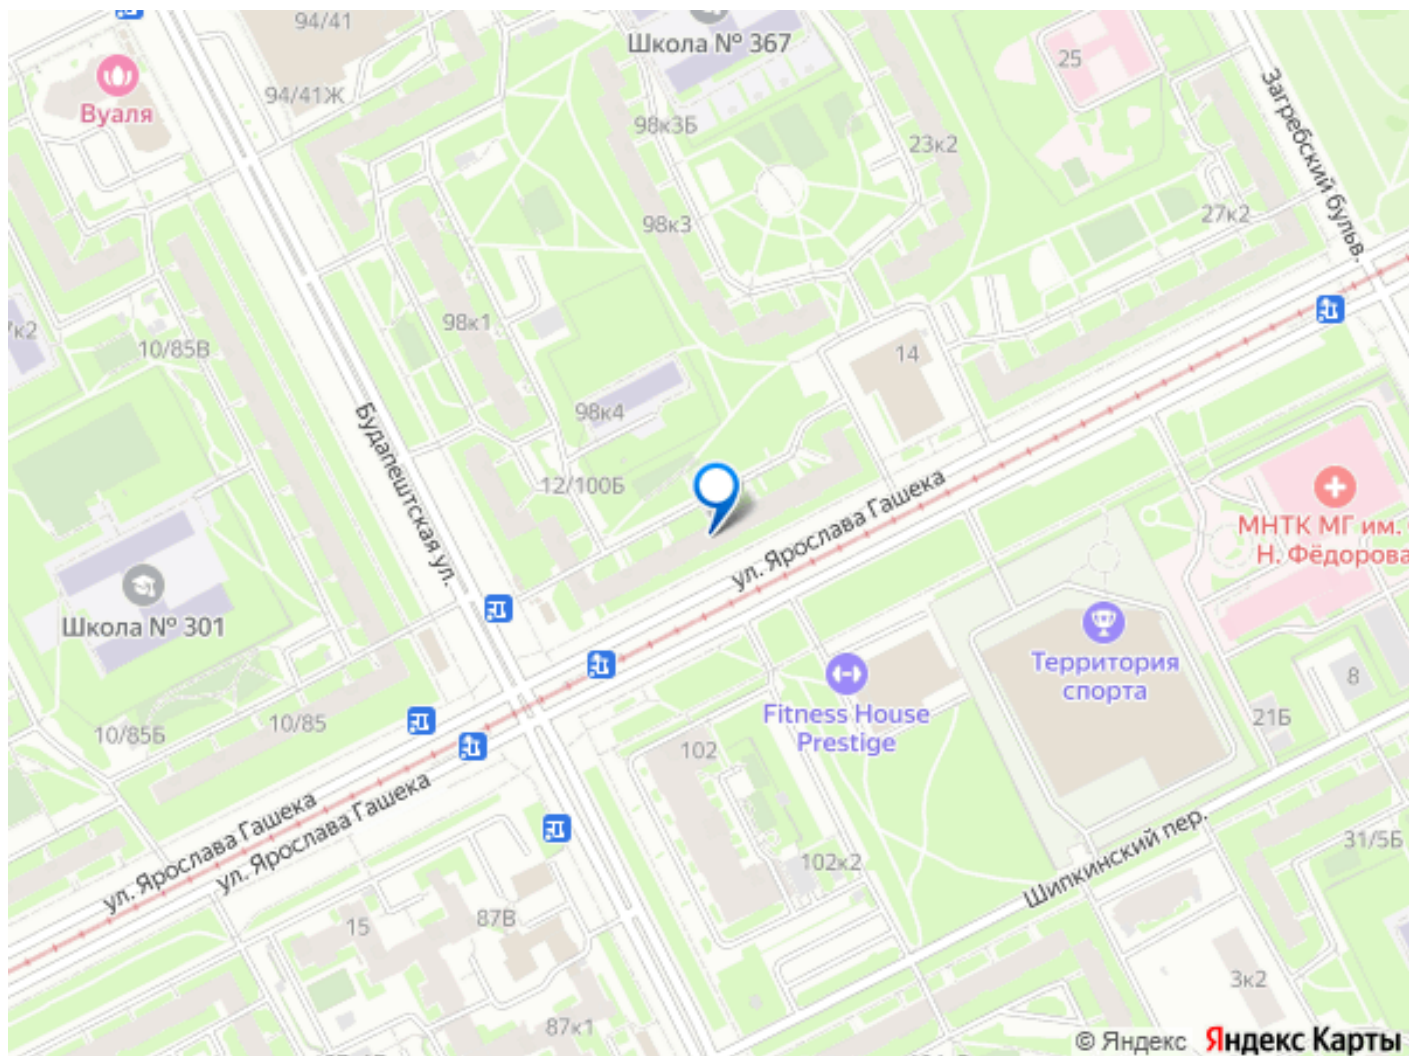 94/41
Школа № 367
25
Вуаля
94/41Ж
98к3Б
23к2
Загребский бульв.
98к3
27к2
7к2
10/85В
98к1
14
98к4
Будапештская ул.
12/100Б
ул. Ярослава Гашека
МНТК МГ им.
Н. Фёдорова
Школа № 301
Территория
спорта
8
Fitness House
Prestige
21Б
10/85Б
10/85
102
ул. Ярослава Гашека
ул. Ярослава Гашека
102к2
Шипкинский пер.
31/5Б
15
87В
3к2
87к1
© Яндекс Яндекс Карты